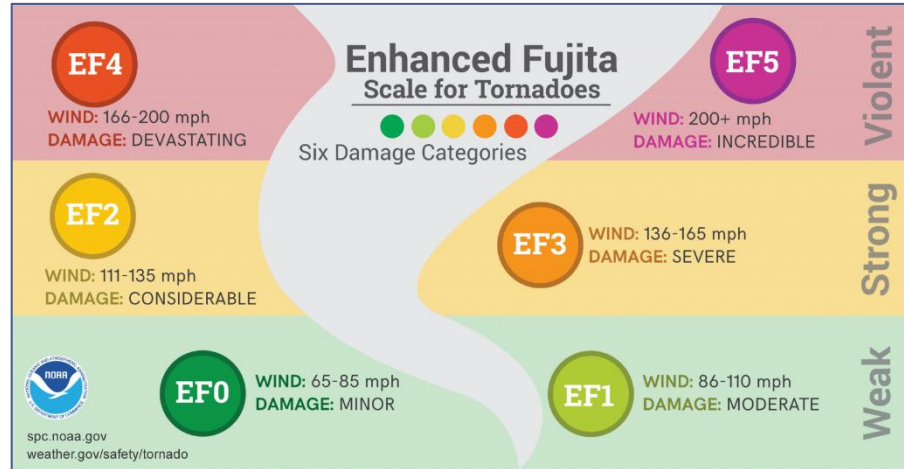 Enhanced Fujita
Scale for Tornadoes
Six Damage Categories
EF4
WIND: 166-200 mph
DAMAGE: DEVASTATING
EF5
WIND: 200+ mph
DAMAGE: INCREDIBLE
Violent
EF2
WIND: 111-135 mph
DAMAGE: CONSIDERABLE
EF3
WIND: 136-165 mph
DAMAGE: SEVERE
Strong
EF0
WIND: 65-85 mph
DAMAGE: MINOR
EF1
WIND: 86-110 mph
DAMAGE: MODERATE
Weak
NOAA
spc.noaa.gov
weather.gov/safety/tornado